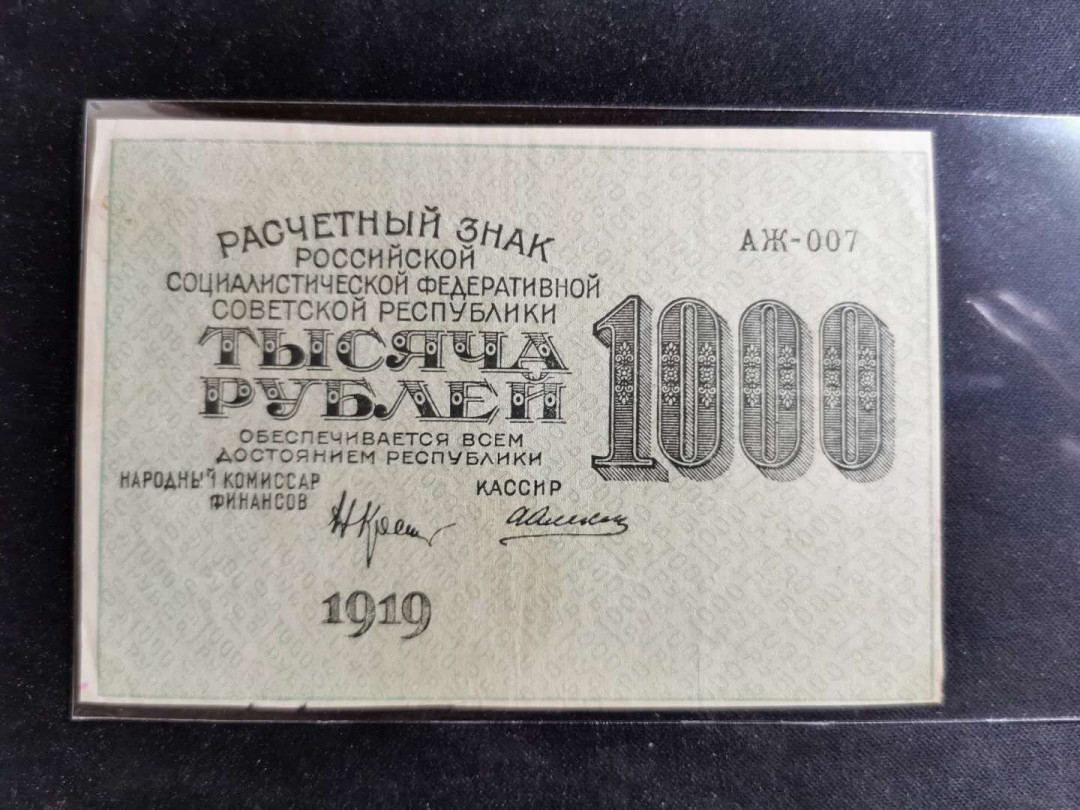 РАСЧЕТНЫЙ ЗНАК
РОССИЙСКОЙ
СОЦИАЛИСТИЧЕСКОЙ ФЕДЕРАТИВНОЙ
СОВЕТСКОЙ РЕСПУБЛИКИ
ТЫСЯЧА
РУБЛЕЙ
ОБЕСПЕЧИВАЕТСЯ ВСЕМ
ДОСТОЯНИЕМ РЕСПУБЛИКИ
АЖ-007
1000
НАРОДНЫЙ КОМИССАР
ФИНАНСОВ
КАССИР
1919